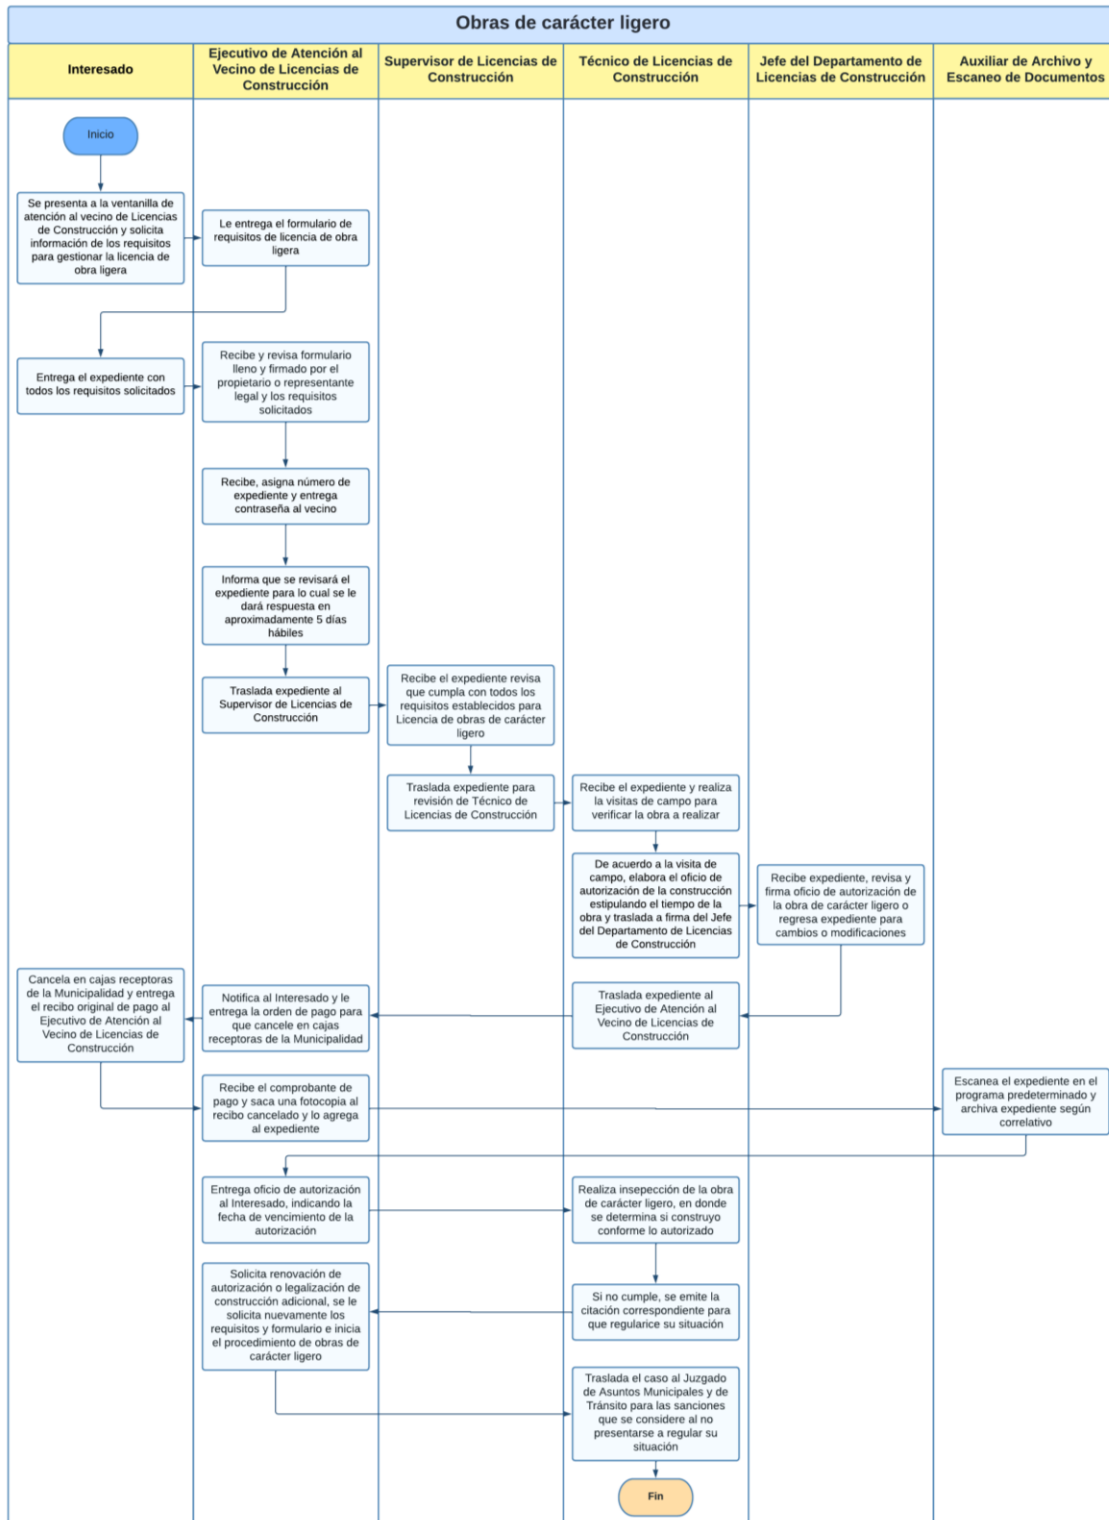 Obras de carácter ligero
Interesado
Ejecutivo de Atención al
Vecino de Licencias de
Construcción
Supervisor de Licencias de
Construcción
Técnico de Licencias de
Construcción
Jefe del Departamento de
Licencias de Construcción
Auxiliar de Archivo y
Escaneo de Documentos
Inicio
Se presenta a la ventanilla de
atención al vecino de Licencias
de Construcción y solicita
información de los requisitos
para gestionar la licencia de
obra ligera
Le entrega el formulario de
requisitos de licencia de obra
ligera
Entrega el expediente con
todos los requisitos solicitados
Recibe y revisa formulario
lleno y firmado por el
propietario o representante
legal y los requisitos
solicitados
Recibe, asigna número de
expediente y entrega
contraseña al vecino
Informa que se revisará el
expediente para lo cual se le
dará respuesta en
aproximadamente 5 días
hábiles
Traslada expediente al
Supervisor de Licencias de
Construcción
Recibe el expediente revisa
que cumpla con todos los
requisitos establecidos para
Licencia de obras de carácter
ligero
Traslada expediente para
revisión de Técnico de
Licencias de Construcción
Recibe el expediente y realiza
la visitas de campo para
verificar la obra a realizar
De acuerdo a la visita de
campo, elabora el oficio de
autorización de la construcción
estipulando el tiempo de la
obra y traslada a firma del Jefe
del Departamento de Licencias
de Construcción
Recibe expediente, revisa y
firma oficio de autorización de
la obra de carácter ligero o
regresa expediente para
cambios o modificaciones
Traslada expediente al
Ejecutivo de Atención al
Vecino de Licencias de
Construcción
Notifica al Interesado y le
entrega la orden de pago para
que cancele en cajas
receptoras de la Municipalidad
Cancela en cajas receptoras
de la Municipalidad y entrega
el recibo original de pago al
Ejecutivo de Atención al
Vecino de Licencias de
Construcción
Recibe el comprobante de
pago y saca una fotocopia al
recibo cancelado y lo agrega
al expediente
Escanea el expediente en el
programa predeterminado y
archiva expediente según
correlativo
Entrega oficio de autorización
al Interesado, indicando la
fecha de vencimiento de la
autorización
Realiza insepección de la obra
de carácter ligero, en donde
se determina si construyo
conforme lo autorizado
Si no cumple, se emite la
citación correspondiente para
que regularice su situación
Solicita renovación de
autorización o legalización de
construcción adicional, se le
solicita nuevamente los
requisitos y formulario e inicia
el procedimiento de obras de
carácter ligero
Traslada el caso al Juzgado
de Asuntos Municipales y de
Tránsito para las sanciones
que se considere al no
presentarse a regular su
situación
Fin